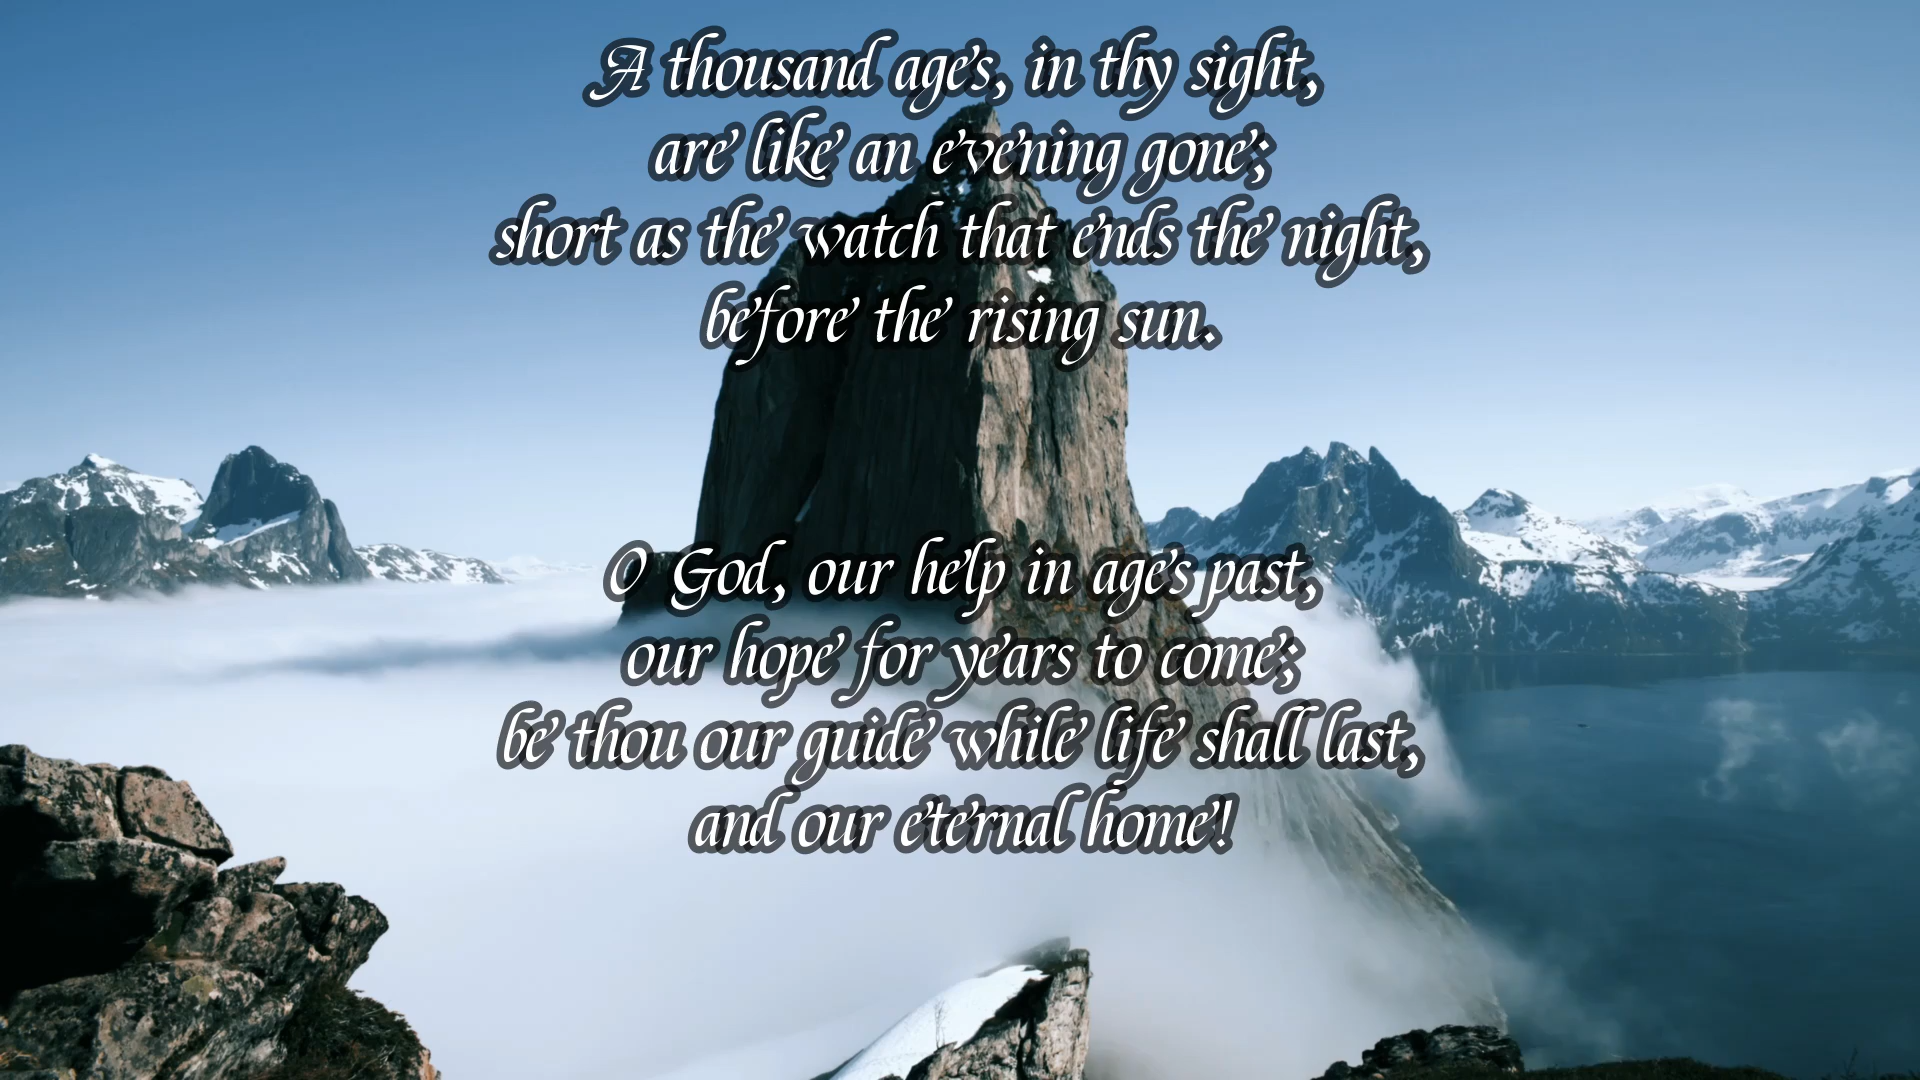 A thousand ages, in thy sight,
are like an evening gone;
short as the watch that ends the night,
before the rising sun.
O God, our help in ages past,
our hope for years to come;
be thou our guide while life shall last,
and our eternal home!